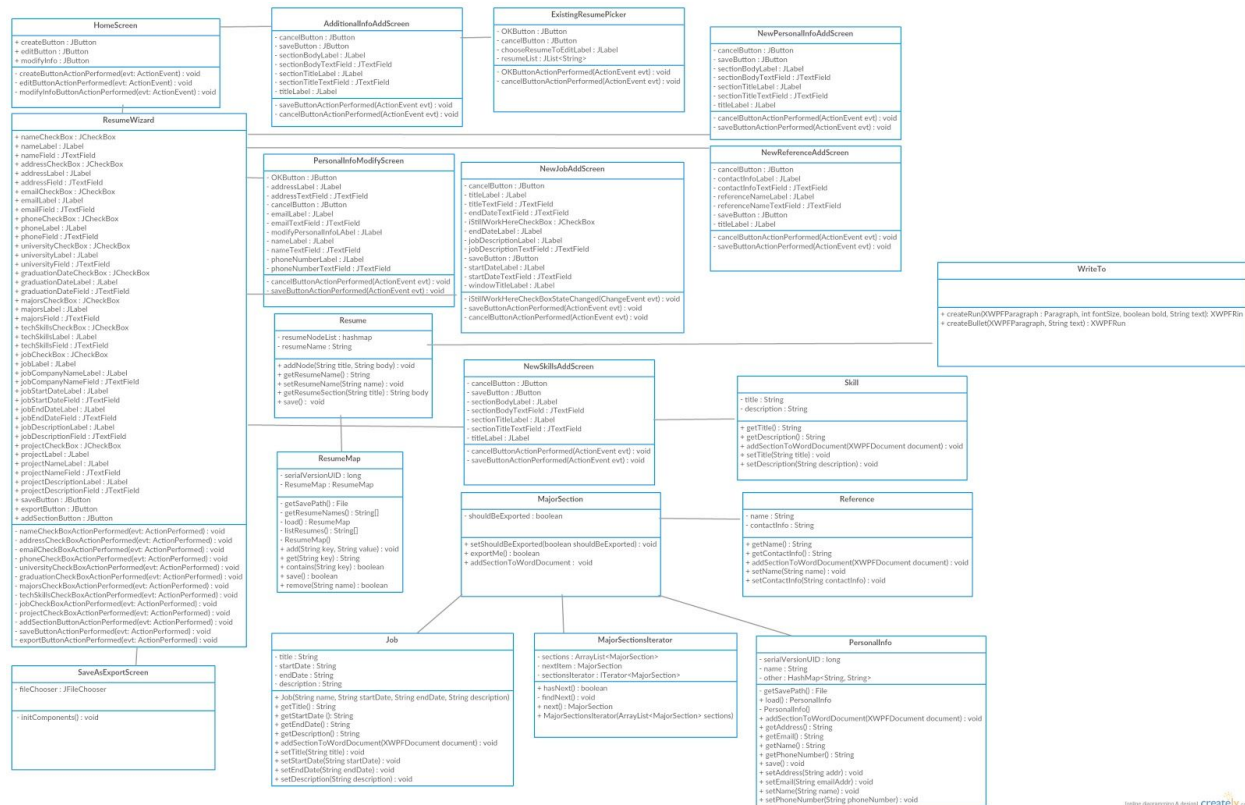 HomeScreen
+ createButton : JButton
+ editButton : JButton
+ modifyInfo : JButton
- createButtonActionPerformed(evt: ActionEvent) : void
- editButtonActionPerformed(evt: ActionEvent) : void
- modifyInfoButtonActionPerformed(evt: ActionEvent) : void
AdditionalInfoAddScreen
- cancelButton : JButton
- saveButton : JButton
- sectionBodyLabel : JLabel
- sectionBodyTextField : JTextField
- sectionTitleLabel : JLabel
- sectionTitleTextField : JTextField
- titleLabel : JLabel
- saveButtonActionPerformed(ActionEvent evt) : void
- cancelButtonActionPerformed(ActionEvent evt) : void
ExistingResumePicker
- OKButton : JButton
- cancelButton : JButton
- chooseResumeToEditLabel : JLabel
- resumeList : JList<String>
- OKButtonActionPerformed(ActionEvent evt) : void
- cancelButtonActionPerformed(ActionEvent evt) : void
NewPersonalInfoAddScreen
- cancelButton : JButton
- saveButton : JButton
- sectionBodyLabel : JLabel
- sectionBodyTextField : JTextField
- sectionTitleLabel : JLabel
- sectionTitleTextField : JTextField
- titleLabel : JLabel
- cancelButtonActionPerformed(ActionEvent evt) : void
- saveButtonActionPerformed(ActionEvent evt) : void
ResumeWizard
+ nameCheckBox : JCheckBox
+ nameLabel : JLabel
+ nameField : JTextField
+ addressCheckBox : JCheckBox
+ addressLabel : JLabel
+ addressField : JTextField
+ emailCheckBox : JCheckBox
+ emailLabel : JLabel
+ emailField : JTextField
+ phoneCheckBox : JCheckBox
+ phoneLabel : JLabel
+ phoneField : JTextField
+ universityCheckBox : JCheckBox
+ universityLabel : JLabel
+ universityField : JTextField
+ graduationDateCheckBox : JCheckBox
+ graduationDateLabel : JLabel
+ graduationDateField : JTextField
+ majorsCheckBox : JCheckBox
+ majorsLabel : JLabel
+ majorsField : JTextField
+ techSkillsCheckBox : JCheckBox
+ techSkillsLabel : JLabel
+ techSkillsField : JTextField
+ jobCheckBox : JCheckBox
+ jobLabel : JLabel
+ jobCompanyNameLabel : JLabel
+ jobCompanyNameField : JTextField
+ jobStartDateLabel : JLabel
+ jobStartDateField : JTextField
+ jobEndDateLabel : JLabel
+ jobEndDateField : JTextField
+ jobDescriptionLabel : JLabel
+ jobDescriptionField : JTextField
+ projectCheckBox : JCheckBox
+ projectLabel : JLabel
+ projectNameLabel : JLabel
+ projectNameField : JTextField
+ projectDescriptionLabel : JLabel
+ projectDescriptionField : JTextField
+ saveButton : JButton
+ exportButton : JButton
+ addSectionButton : JButton
- nameCheckBoxActionPerformed(evt: ActionPerformed) : void
- addressCheckBoxActionPerformed(evt: ActionPerformed) : void
- emailCheckBoxActionPerformed(evt: ActionPerformed) : void
- phoneCheckBoxActionPerformed(evt: ActionPerformed) : void
- universityCheckBoxActionPerformed(evt: ActionPerformed) : void
- graduationCheckBoxActionPerformed(evt: ActionPerformed) : void
- majorsCheckBoxActionPerformed(evt: ActionPerformed) : void
- techSkillsCheckBoxActionPerformed(evt: ActionPerformed) : void
- jobCheckBoxActionPerformed(evt: ActionPerformed) : void
- projectCheckBoxActionPerformed(evt: ActionPerformed) : void
- addSectionButtonActionPerformed(evt: ActionPerformed) : void
- saveButtonActionPerformed(evt: ActionPerformed) : void
- exportButtonActionPerformed(evt: ActionPerformed) : void
PersonalInfoModifyScreen
- OKButton : JButton
- addressLabel : JLabel
- addressTextField : JTextField
- cancelButton : JButton
- emailLabel : JLabel
- emailTextField : JTextField
- modifyPersonalInfoLAbel : JLabel
- nameLabel : JLabel
- nameTextField : JTextField
- phoneNumberLabel : JLabel
- phoneNumberTextField : JTextField
- cancelButtonActionPerformed(ActionEvent evt) : void
- saveButtonActionPerformed(ActionEvent evt) : void
NewJobAddScreen
- cancelButton : JButton
- titleLabel : JLabel
- titleTextField : JTextField
- endDateTextField : JTextField
- iStillWorkHereCheckBox : JCheckBox
- endDateLabel : JLabel
- jobDescriptionLabel : JLabel
- jobDescriptionTextField : JTextField
- saveButton : JButton
- startDateLabel : JLabel
- startDateTextField : JTextField
- windowTitleLabel : JLabel
- iStillWorkHereCheckBoxStateChanged(ChangeEvent evt) : void
- saveButtonActionPerformed(ActionEvent evt) : void
- cancelButtonActionPerformed(ActionEvent evt) : void
NewReferenceAddScreen
- cancelButton : JButton
- contactInfoLabel : JLabel
- contactInfoTextField : JTextField
- referenceNameLabel : JLabel
- referenceNameTextField : JTextField
- saveButton : JButton
- titleLabel : JLabel
- cancelButtonActionPerformed(ActionEvent evt) : void
- saveButtonActionPerformed(ActionEvent evt) : void
WriteTo
+ createRun(XWPFParagraph : Paragraph, int fontSize, boolean bold, String text): XWPFRin
+ createBullet(XWPFParagraph, String text) : XWPFRun
Resume
- resumeNodeList : hashmap
- resumeName : String
+ addNode(String title, String body) : void
+ getResumeName() : String
+ setResumeName(String name) : void
+ getResumeSection(String title) : String body
+ save() : void
NewSkillsAddScreen
- cancelButton : JButton
- saveButton : JButton
- sectionBodyLabel : JLabel
- sectionBodyTextField : JTextField
- sectionTitleLabel : JLabel
- sectionTitleTextField : JTextField
- titleLabel : JLabel
- cancelButtonActionPerformed(ActionEvent evt) : void
- saveButtonActionPerformed(ActionEvent evt) : void
Skill
- title : String
- description : String
+ getTitle() : String
+ getDescription() : String
+ addSectionToWordDocument(XWPFDocument document) : void
+ setTitle(String title) : void
+ setDescription(String description) : void
ResumeMap
- serialVersionUID : long
- ResumeMap : ResumeMap
- getSavePath() : File
- getResumeNames() : String[]
- load() : ResumeMap
- listResumes() : String[]
- ResumeMap()
+ add(String key, String value) : void
+ get(String key) : String
+ contains(String key) : boolean
+ save() : boolean
+ remove(String name) : boolean
MajorSection
- shouldBeExported : boolean
+ setShouldBeExported(boolean shouldBeExported) : void
+ exportMe() : boolean
+ addSectionToWordDocument : void
Reference
- name : String
- contactInfo : String
+ getName() : String
+ getContactInfo() : String
+ addSectionToWordDocument(XWPFDocument document) : void
+ setName(String name) : void
+ setContactInfo(String contactInfo) : void
SaveAsExportScreen
- fileChooser : JFileChooser
- initComponents() : void
Job
- title : String
- startDate : String
- endDate : String
- description : String
+ Job(String name, String startDate, String endDate, String description)
+ getTitle() : String
+ getStartDate () : String
+ getEndDate() : String
+ getDescription() : String
+ addSectionToWordDocument(XWPFDocument document) : void
+ setTitle(String title) : void
+ setStartDate(String startDate) : void
+ setEndDate(String endDate) : void
+ setDescription(String description) : void
MajorSectionsIterator
- sections : ArrayList<MajorSection>
- nextItem : MajorSection
- sectionsIterator : ITerator<MajorSection>
+ hasNext() : boolean
- findNext() : void
+ next() : MajorSection
+ MajorSectionsIterator(ArrayList<MajorSection> sections)
PersonalInfo
- serialVersionUID : long
- name : String
- other : HashMap<String, String>
- getSavePath() : File
+ load() : PersonalInfo
- PersonalInfo()
+ addSectionToWordDocument(XWPFDocument document) : void
+ getAddress() : String
+ getEmail() : String
+ getName() : String
+ getPhoneNumber() : String
+ save() : void
+ setAddress(String addr) : void
+ setEmail(String emailAddr) : void
+ setName(String name) : void
+ setPhoneNumber(String phoneNumber) : void